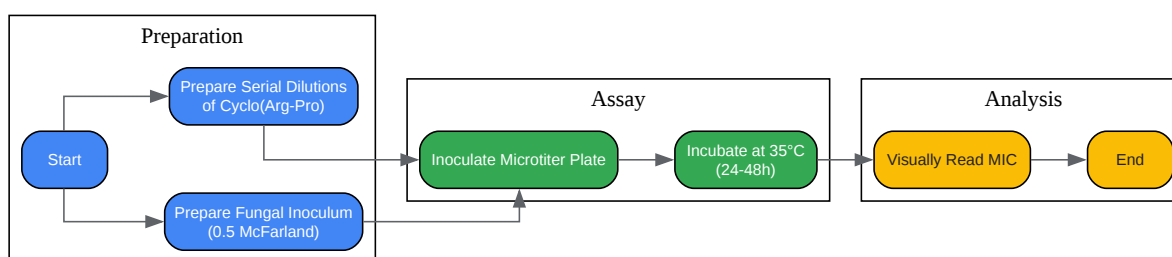 Preparation
Start
Prepare Serial Dilutions
of Cyclo(Arg-Pro)
Prepare Fungal Inoculum
(0.5 McFarland)
Assay
Inoculate Microtiter Plate
Incubate at 35°C
(24-48h)
Analysis
Visually Read MIC
End